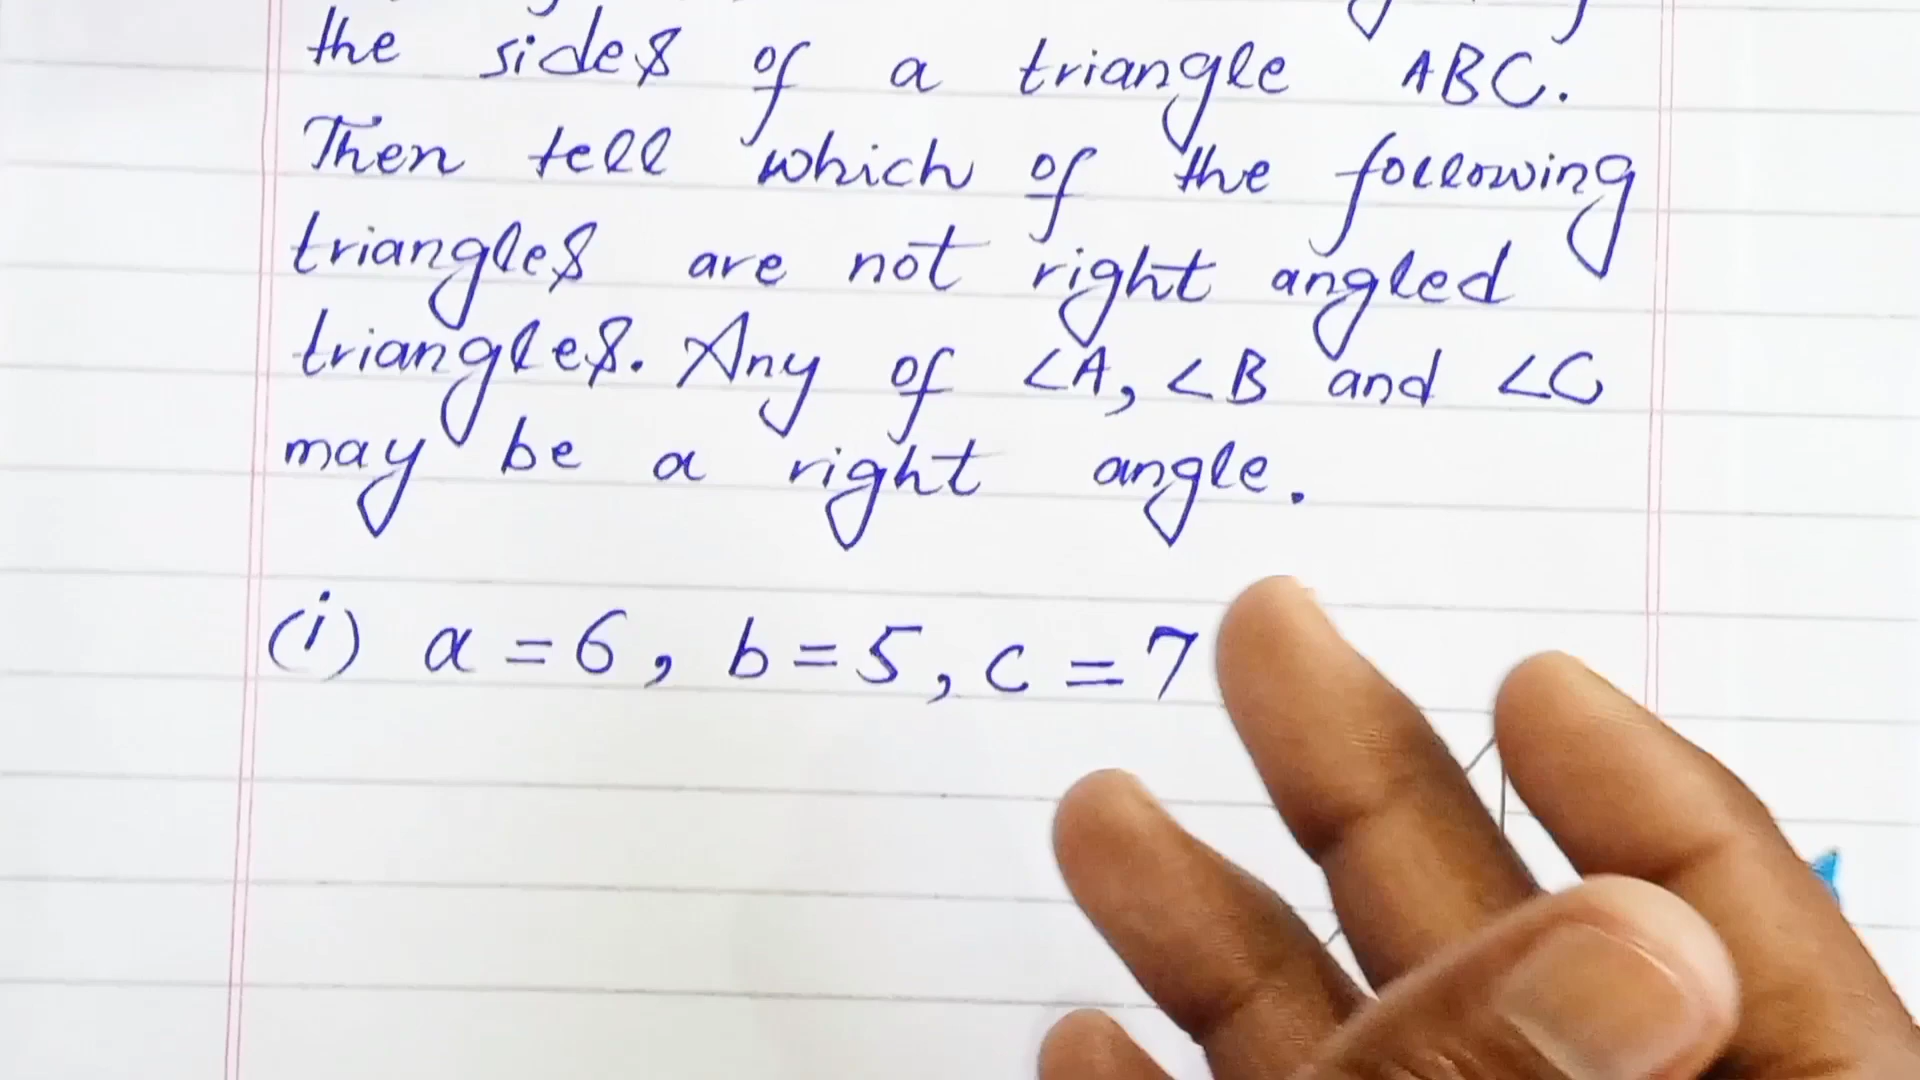 the sides of a triangle ABC.
Then tell which of the following
triangles are not right angled
triangles. Any of ∠A, ∠B and ∠C
may be a right angle.
(i) a = 6, b = 5, c = 7